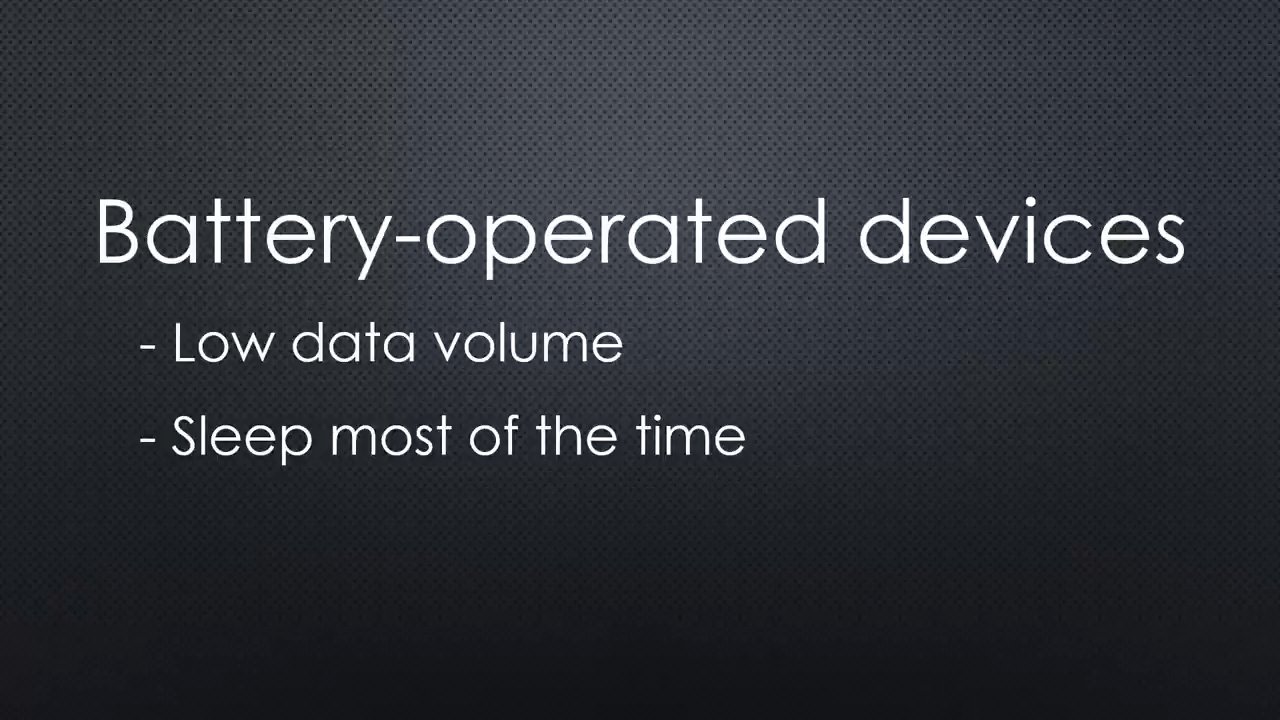 Battery-operated devices
- Low data volume
- Sleep most of the time